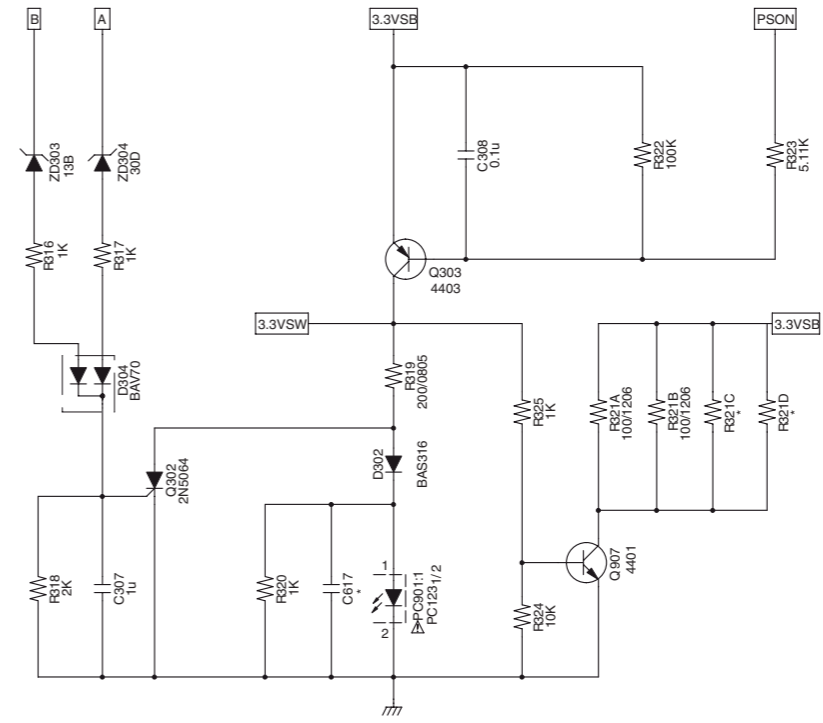 B
A
3.3VSB
PSON
ZD303
13B
ZD304
30D
C308
0.1u
R322
100K
R323
5.11K
R316
1K
R317
1K
Q303
4403
3.3VSW
3.3VSB
D304
BAV70
R319
200/0805
R325
1K
R321A
100/1206
R321B
100/1206
R321C
*
R321D
*
Q302
2N5064
D302
BAS316
R318
2K
C307
1u
R320
1K
C617
*
1
2
PC901:1
PC123 1/2
Q907
4401
R324
10K